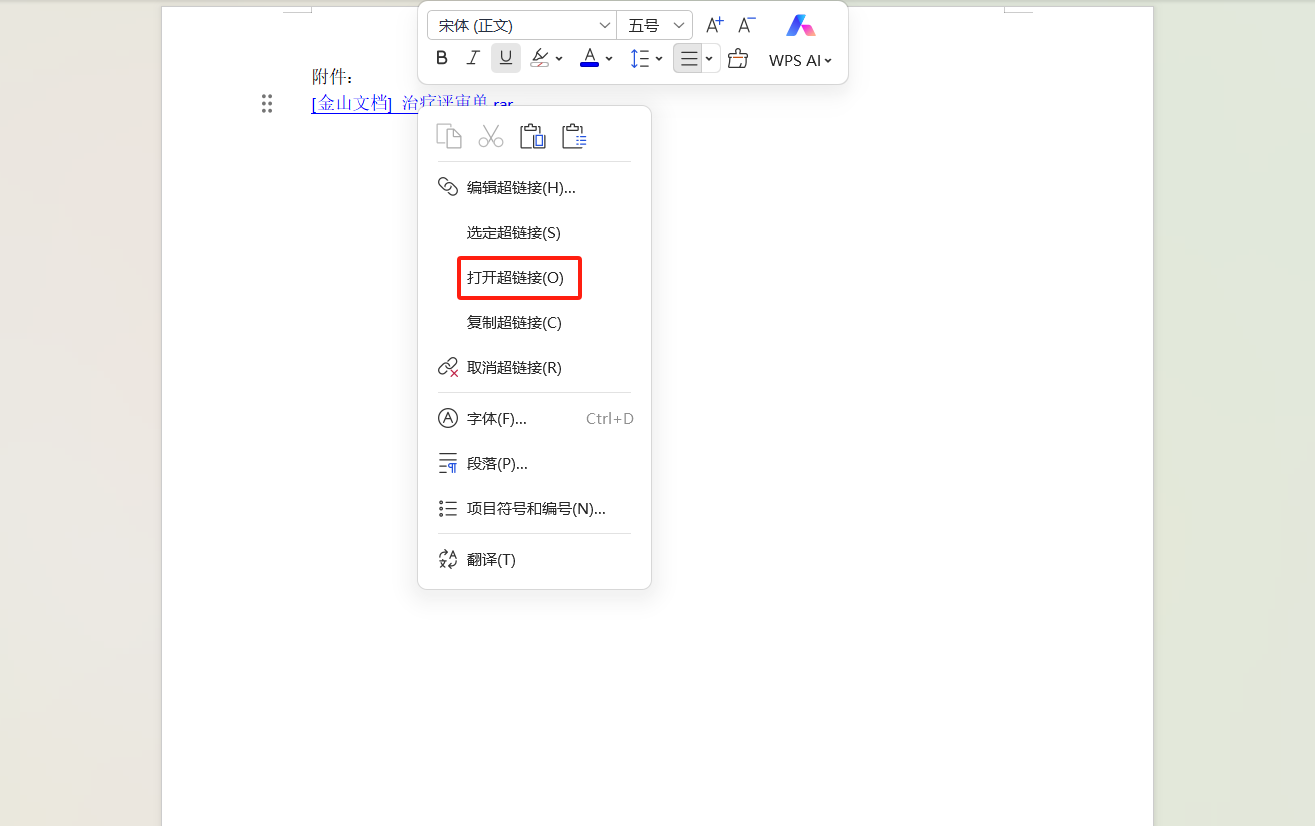 宋体 (正文) 五号 A+ A-
B I U A WPS AI
附件：
[金山文档] 治疗评审单.rar
编辑超链接(H)...
选定超链接(S)
打开超链接(O)
复制超链接(C)
取消超链接(R)
字体(F)... Ctrl+D
段落(P)...
项目符号和编号(N)...
翻译(T)